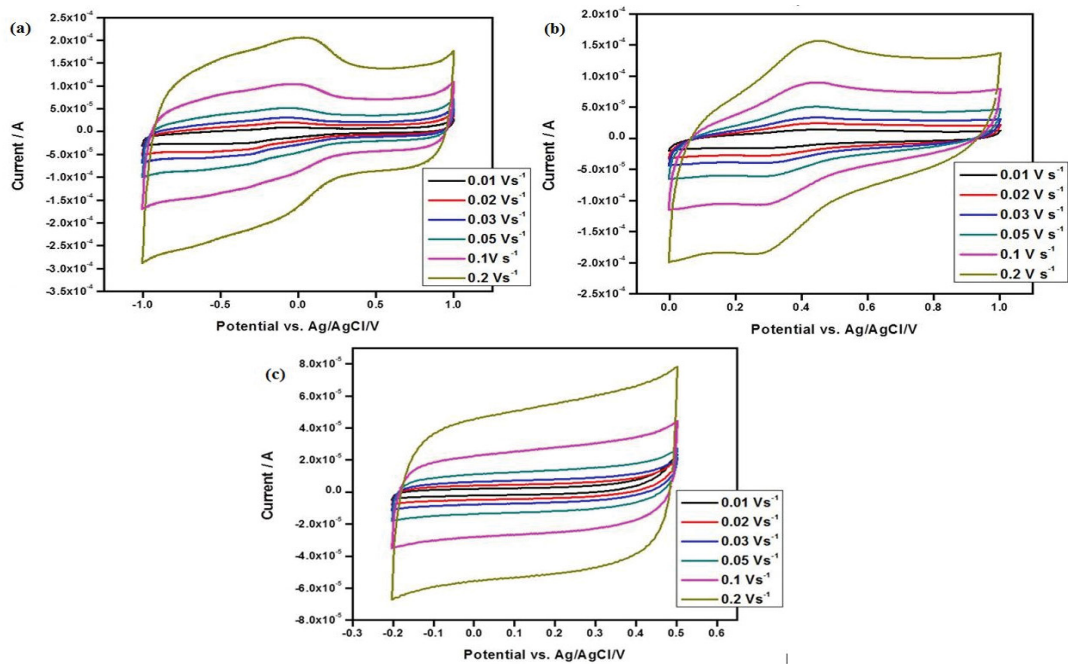 (a)
2.5x10⁻⁴
2.0x10⁻⁴
1.5x10⁻⁴
1.0x10⁻⁴
5.0x10⁻⁵
0.0
-5.0x10⁻⁵
-1.0x10⁻⁴
-1.5x10⁻⁴
-2.0x10⁻⁴
-2.5x10⁻⁴
-3.0x10⁻⁴
-3.5x10⁻⁴
Current / A
-1.0 -0.5 0.0 0.5 1.0
Potential vs. Ag/AgCl/V
0.01 Vs⁻¹
0.02 Vs⁻¹
0.03 Vs⁻¹
0.05 Vs⁻¹
0.1V s⁻¹
0.2 Vs⁻¹
(b)
2.0x10⁻⁴
1.5x10⁻⁴
1.0x10⁻⁴
5.0x10⁻⁵
0.0
-5.0x10⁻⁵
-1.0x10⁻⁴
-1.5x10⁻⁴
-2.0x10⁻⁴
-2.5x10⁻⁴
Current / A
0.0 0.2 0.4 0.6 0.8 1.0
Potential vs. Ag/AgCl/V
0.01 Vs⁻¹
0.02 Vs⁻¹
0.03 Vs⁻¹
0.05 V s⁻¹
0.1 V s⁻¹
0.2 V s⁻¹
(c)
8.0x10⁻⁵
6.0x10⁻⁵
4.0x10⁻⁵
2.0x10⁻⁵
0.0
-2.0x10⁻⁵
-4.0x10⁻⁵
-6.0x10⁻⁵
-8.0x10⁻⁵
Current / A
-0.3 -0.2 -0.1 0.0 0.1 0.2 0.3 0.4 0.5 0.6
Potential vs. Ag/AgCl/V
0.01 Vs⁻¹
0.02 Vs⁻¹
0.03 Vs⁻¹
0.05 Vs⁻¹
0.1 Vs⁻¹
0.2 Vs⁻¹